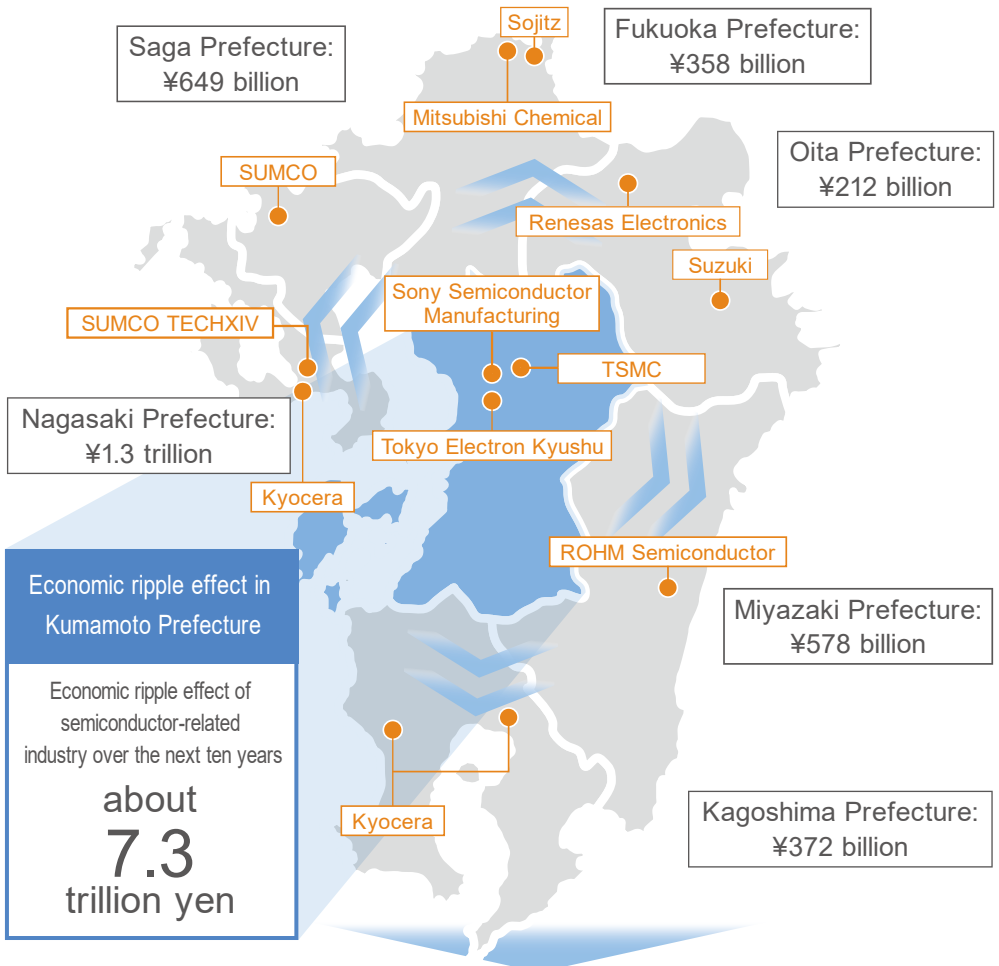 Sojitz
Saga Prefecture:
¥649 billion
Fukuoka Prefecture:
¥358 billion
Mitsubishi Chemical
Oita Prefecture:
¥212 billion
SUMCO
Renesas Electronics
Suzuki
Sony Semiconductor
Manufacturing
SUMCO TECHXIV
TSMC
Nagasaki Prefecture:
¥1.3 trillion
Tokyo Electron Kyushu
Kyocera
ROHM Semiconductor
Economic ripple effect in
Kumamoto Prefecture
Miyazaki Prefecture:
¥578 billion
Economic ripple effect of
semiconductor-related
industry over the next ten years
about
7.3
trillion yen
Kyocera
Kagoshima Prefecture:
¥372 billion